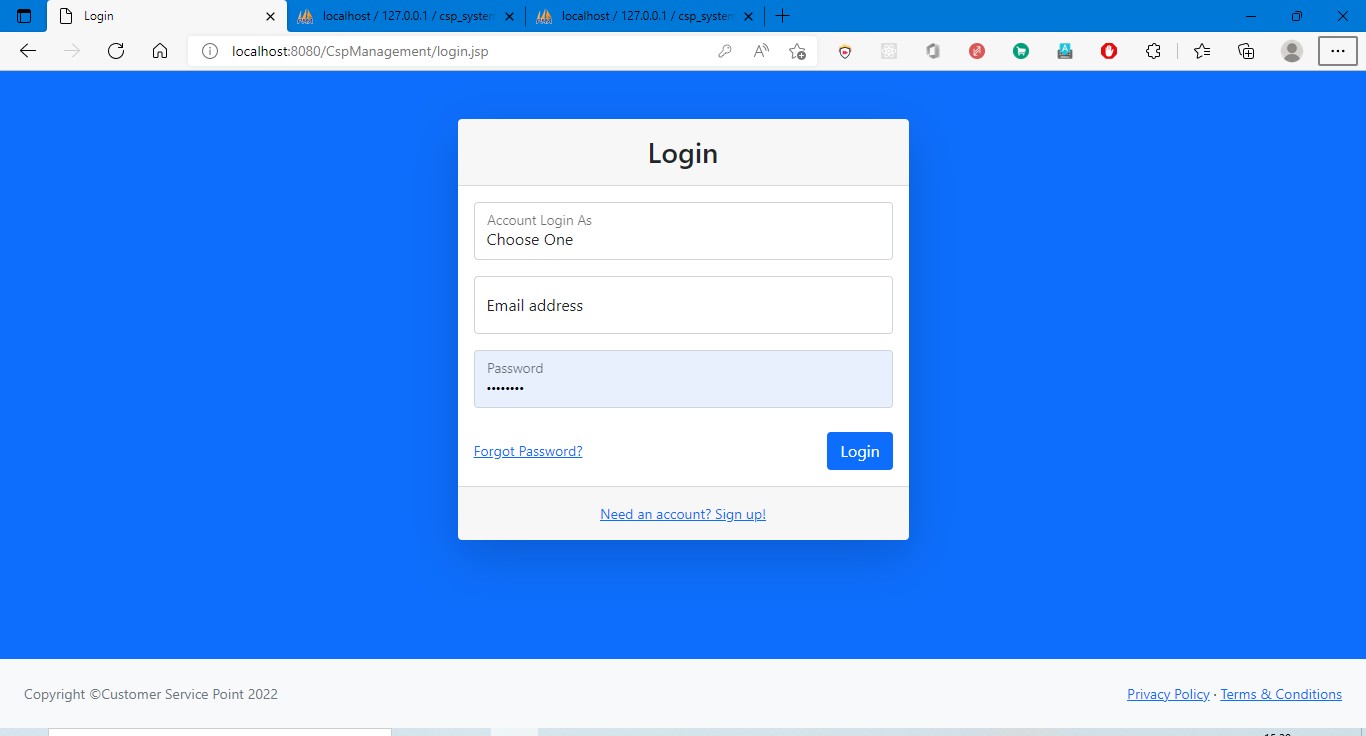 Login
localhost / 127.0.0.1 / csp_system
localhost / 127.0.0.1 / csp_system
localhost:8080/CspManagement/login.jsp
Login
Account Login As
Choose One
Email address
Password
••••••••
Forgot Password?
Login
Need an account? Sign up!
Copyright ©Customer Service Point 2022
Privacy Policy · Terms & Conditions